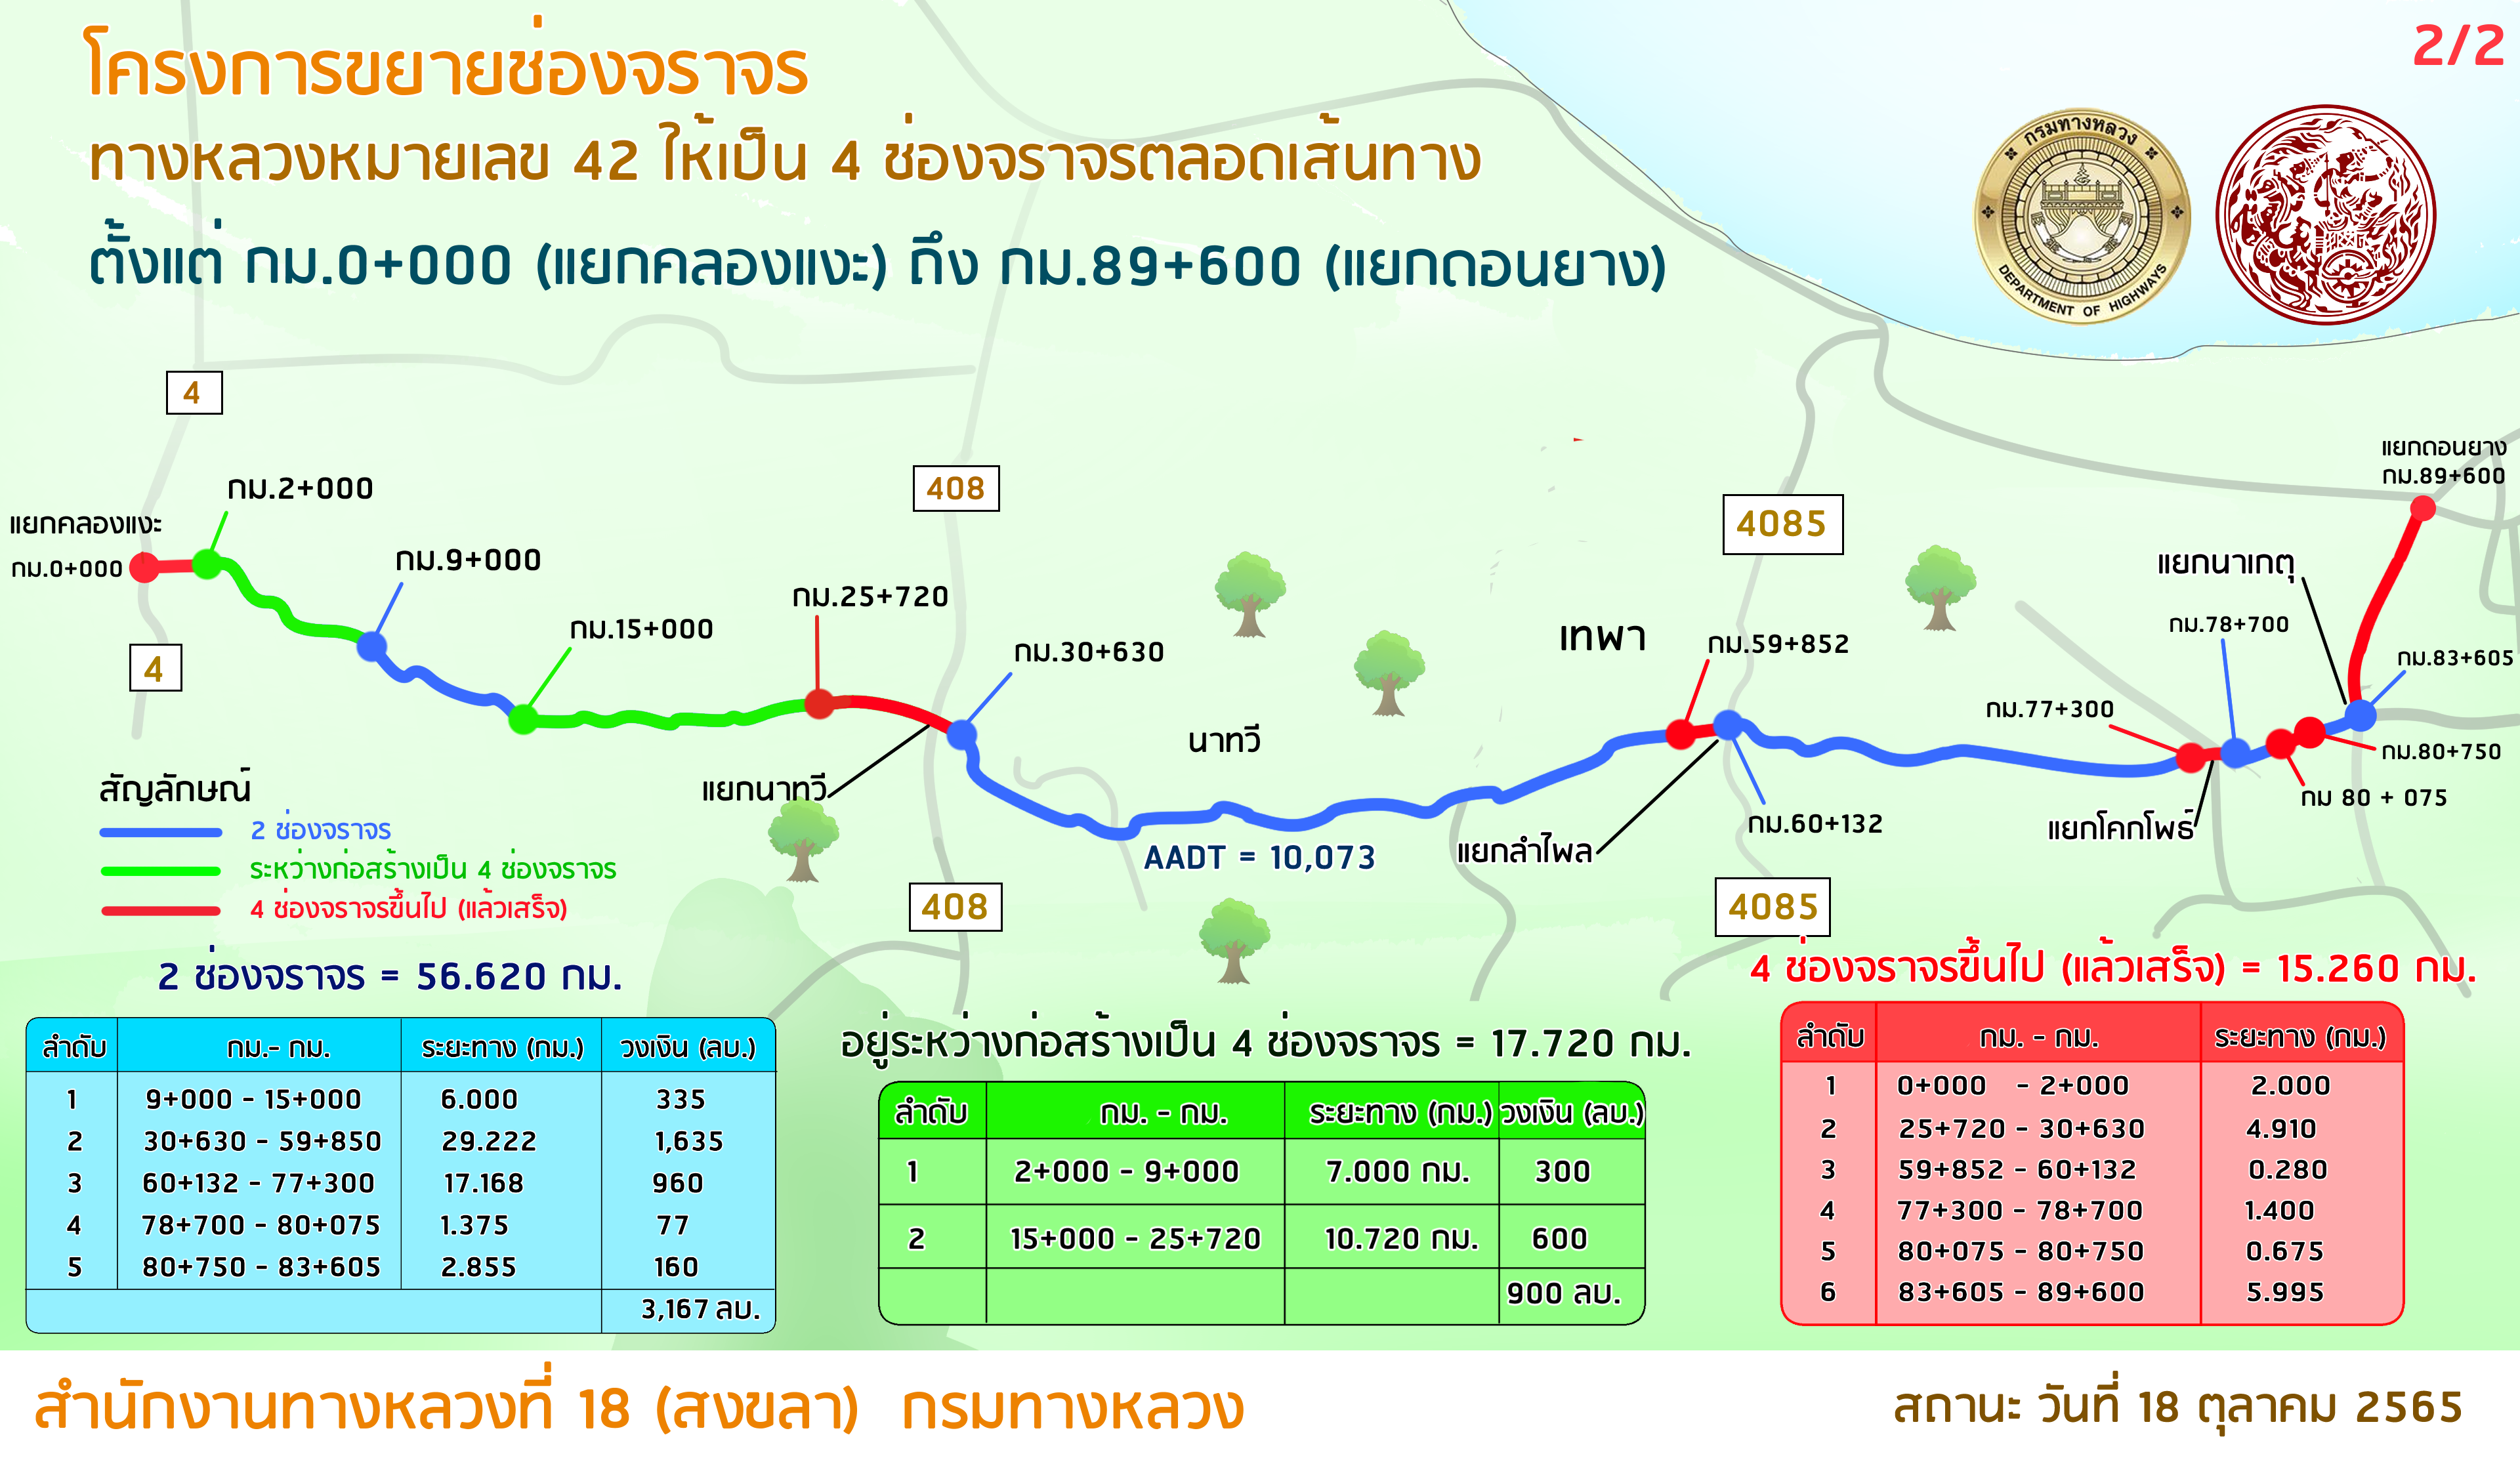 2/2
โครงการขยายช่องจราจร
ทางหลวงหมายเลข 42 ให้เป็น 4 ช่องจราจรตลอดเส้นทาง
ตั้งแต่ กม.0+000 (แยกคลองแงะ) ถึง กม.89+600 (แยกดอนยาง)
กรมทางหลวง
DEPARTMENT OF HIGHWAYS
4
408
4085
แยกดอนยาง
กม.89+600
กม.2+000
แยกคลองแงะ
กม.0+000
กม.9+000
กม.15+000
กม.25+720
กม.30+630
เทพา
กม.59+852
แยกนาเกตุ
กม.78+700
กม.83+605
กม.77+300
กม.80+750
กม 80 + 075
4
นาทวี
แยกนาทวี
กม.60+132
แยกโคกโพธ์
แยกลำไพล
AADT = 10,073
สัญลักษณ์
2 ช่องจราจร
ระหว่างก่อสร้างเป็น 4 ช่องจราจร
4 ช่องจราจรขึ้นไป (แล้วเสร็จ)
408
4085
2 ช่องจราจร = 56.620 กม.
ลำดับ กม.- กม. ระยะทาง (กม.) วงเงิน (ลบ.)
1 9+000 - 15+000 6.000 335
2 30+630 - 59+850 29.222 1,635
3 60+132 - 77+300 17.168 960
4 78+700 - 80+075 1.375 77
5 80+750 - 83+605 2.855 160
3,167 ลบ.
อยู่ระหว่างก่อสร้างเป็น 4 ช่องจราจร = 17.720 กม.
ลำดับ กม. - กม. ระยะทาง (กม.) วงเงิน (ลบ.)
1 2+000 - 9+000 7.000 กม. 300
2 15+000 - 25+720 10.720 กม. 600
900 ลบ.
4 ช่องจราจรขึ้นไป (แล้วเสร็จ) = 15.260 กม.
ลำดับ กม. - กม. ระยะทาง (กม.)
1 0+000 - 2+000 2.000
2 25+720 - 30+630 4.910
3 59+852 - 60+132 0.280
4 77+300 - 78+700 1.400
5 80+075 - 80+750 0.675
6 83+605 - 89+600 5.995
สำนักงานทางหลวงที่ 18 (สงขลา) กรมทางหลวง
สถานะ วันที่ 18 ตุลาคม 2565